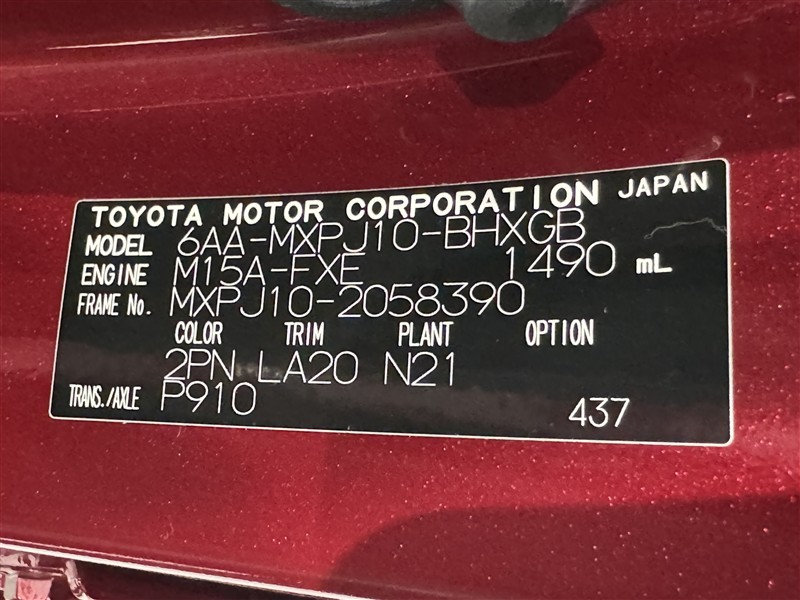 TOYOTA MOTOR CORPORATION JAPAN
MODEL 6AA-MXPJ10-BHXGB
ENGINE M15A-FXE 1490 mL
FRAME No. MXPJ10-2058390
COLOR TRIM PLANT OPTION
2PN LA20 N21
TRANS./AXLE P910 437